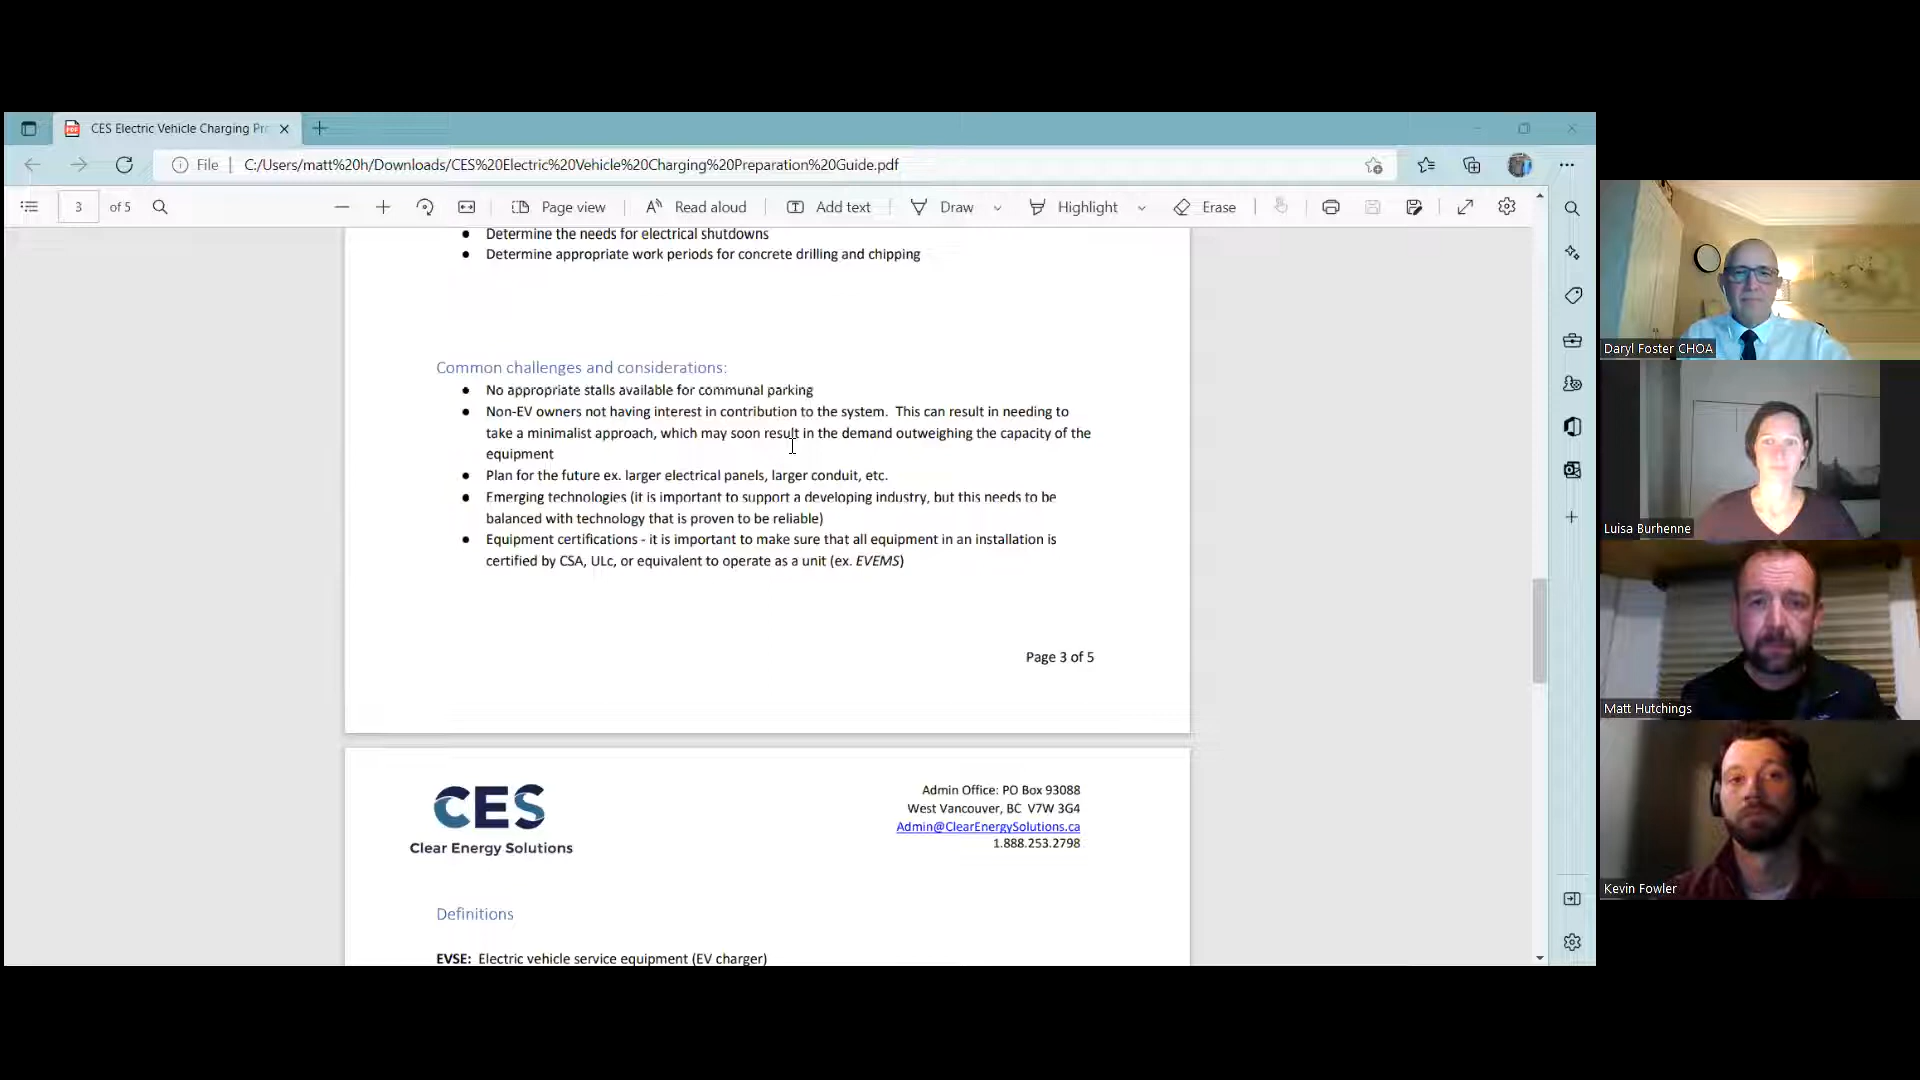 CES Electric Vehicle Charging Pr
File
C:/Users/matt%20h/Downloads/CES%20Electric%20Vehicle%20Charging%20Preparation%20Guide.pdf
3 of 5
Page view
Read aloud
Add text
Draw
Highlight
Erase
● Determine the needs for electrical shutdowns
● Determine appropriate work periods for concrete drilling and chipping
Common challenges and considerations:
● No appropriate stalls available for communal parking
● Non-EV owners not having interest in contribution to the system. This can result in needing to
take a minimalist approach, which may soon result in the demand outweighing the capacity of the
equipment
● Plan for the future ex. larger electrical panels, larger conduit, etc.
● Emerging technologies (it is important to support a developing industry, but this needs to be
balanced with technology that is proven to be reliable)
● Equipment certifications - it is important to make sure that all equipment in an installation is
certified by CSA, ULc, or equivalent to operate as a unit (ex. EVEMS)
Page 3 of 5
CES
Clear Energy Solutions
Admin Office: PO Box 93088
West Vancouver, BC V7W 3G4
Admin@ClearEnergySolutions.ca
1.888.253.2798
Definitions
EVSE: Electric vehicle service equipment (EV charger)
Daryl Foster CHOA
Luisa Burhenne
Matt Hutchings
Kevin Fowler